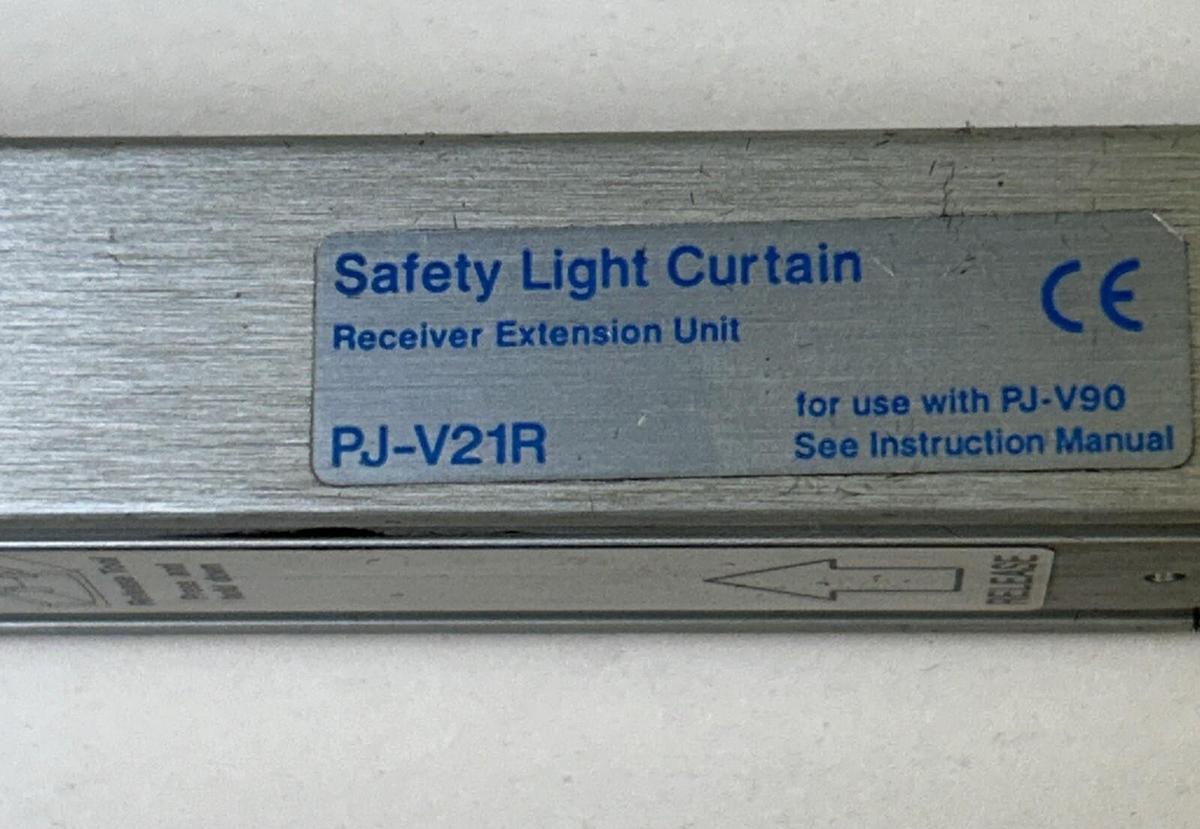 Safety Light Curtain
CE
Receiver Extension Unit
for use with PJ-V90
PJ-V21R
See Instruction Manual
RELEASE